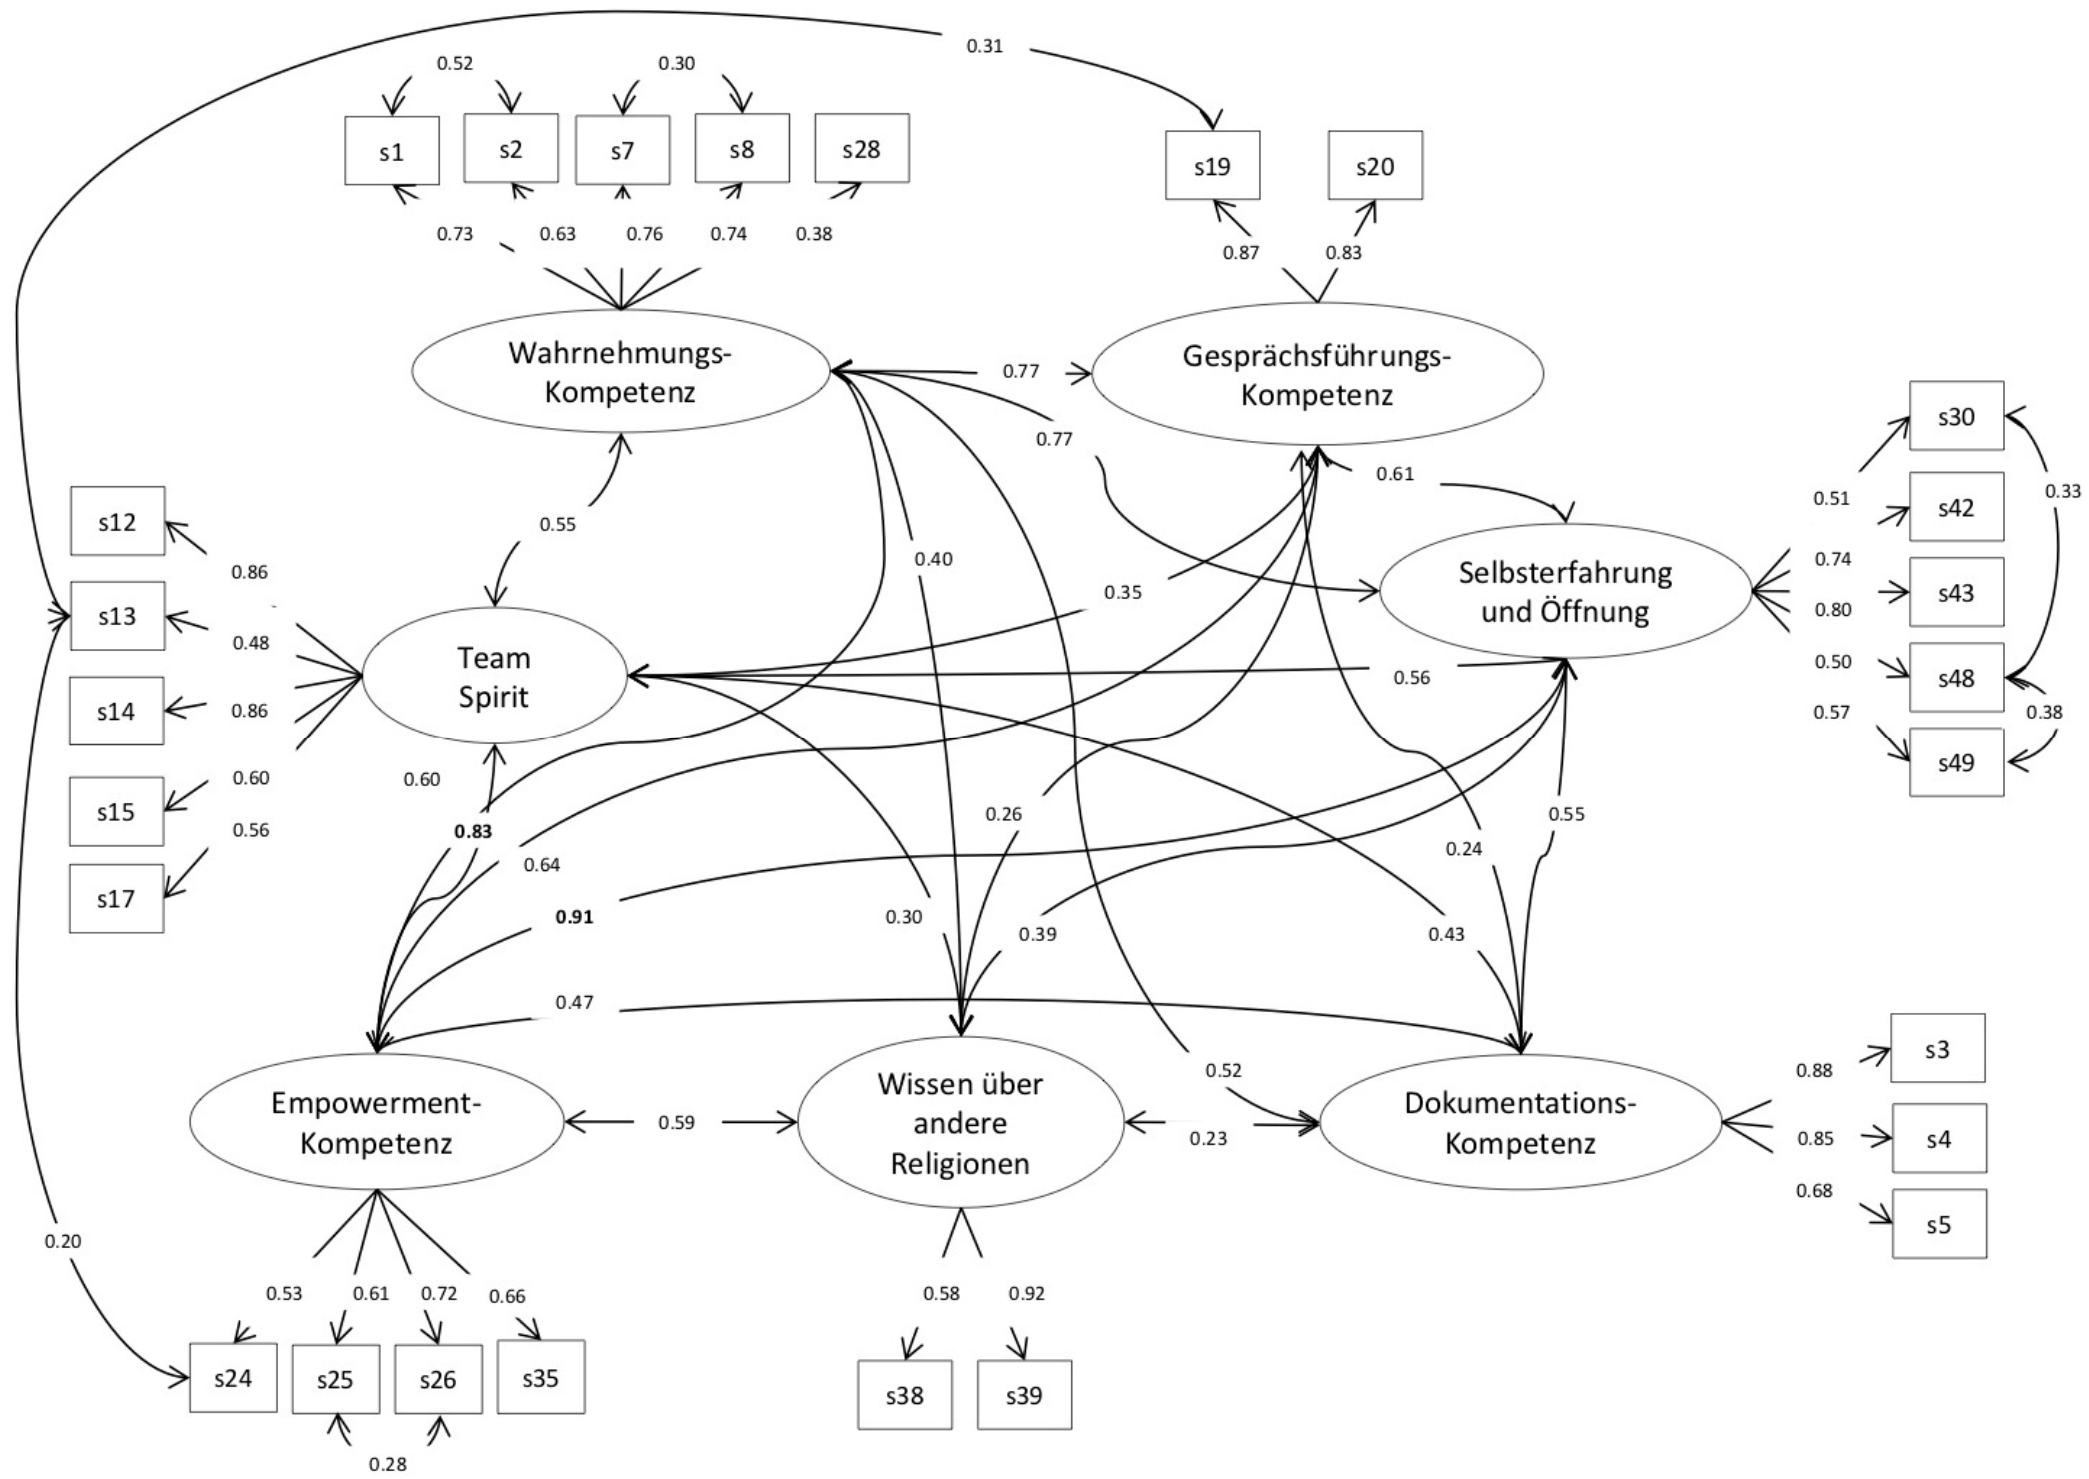 0.31
0.52
0.30
s1
s2
s7
s8
s28
s19
s20
0.73
0.63
0.76
0.74
0.38
0.87
0.83
Wahrnehmungs-
Kompetenz
0.77
Gesprächsführungs-
Kompetenz
0.77
0.61
s30
0.33
0.51
s42
s12
0.55
0.40
0.74
0.86
0.35
Selbsterfahrung
und Öffnung
s43
0.80
s13
0.48
Team
Spirit
0.56
0.50
s48
s14
0.86
0.57
0.38
s49
0.60
0.60
s15
0.56
0.83
0.26
0.55
0.64
0.24
s17
0.91
0.30
0.39
0.43
0.47
s3
0.88
0.52
Empowerment-
Kompetenz
0.59
Wissen über
andere
Religionen
0.23
Dokumentations-
Kompetenz
0.85
s4
0.68
s5
0.20
0.53
0.61
0.72
0.66
0.58
0.92
s24
s25
s26
s35
s38
s39
0.28